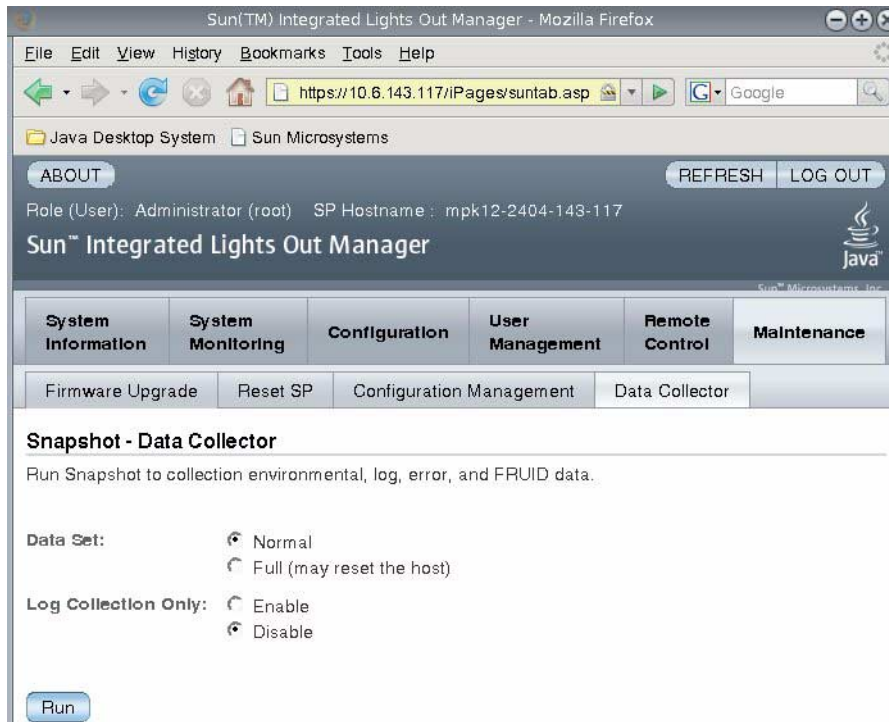 Sun(TM) Integrated Lights Out Manager - Mozilla Firefox
File Edit View History Bookmarks Tools Help
https://10.6.143.117/iPages/suntab.asp
G Google
Java Desktop System Sun Microsystems
ABOUT REFRESH LOG OUT
Role (User): Administrator (root) SP Hostname : mpk12-2404-143-117
Sun™ Integrated Lights Out Manager
Java™
Sun™ Microsystems, Inc
System Information
System Monitoring
Configuration
User Management
Remote Control
Maintenance
Firmware Upgrade Reset SP Configuration Management Data Collector
Snapshot - Data Collector
Run Snapshot to collection environmental, log, error, and FRUID data.
Data Set: Normal
Full (may reset the host)
Log Collection Only: Enable
Disable
Run